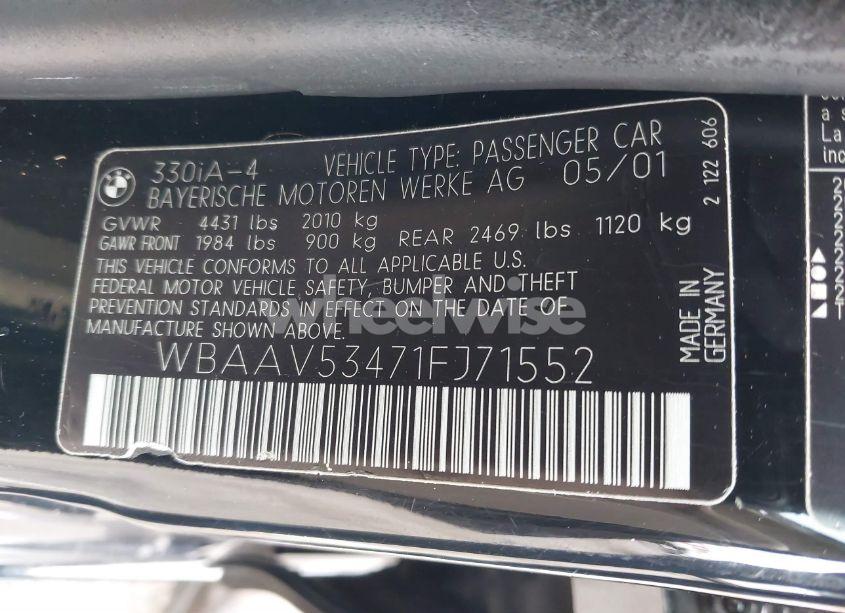 330iA-4 VEHICLE TYPE: PASSENGER CAR
BAYERISCHE MOTOREN WERKE AG 05/01
GVWR 4431 lbs 2010 kg
GAWR FRONT 1984 lbs 900 kg REAR 2469 lbs 1120 kg
THIS VEHICLE CONFORMS TO ALL APPLICABLE U.S.
FEDERAL MOTOR VEHICLE SAFETY, BUMPER AND THEFT
PREVENTION STANDARDS IN EFFECT ON THE DATE OF
MANUFACTURE SHOWN ABOVE.
WBAAV53471FJ71552
MADE IN
GERMANY
2 122 606
wheelwise
a s
La
inc